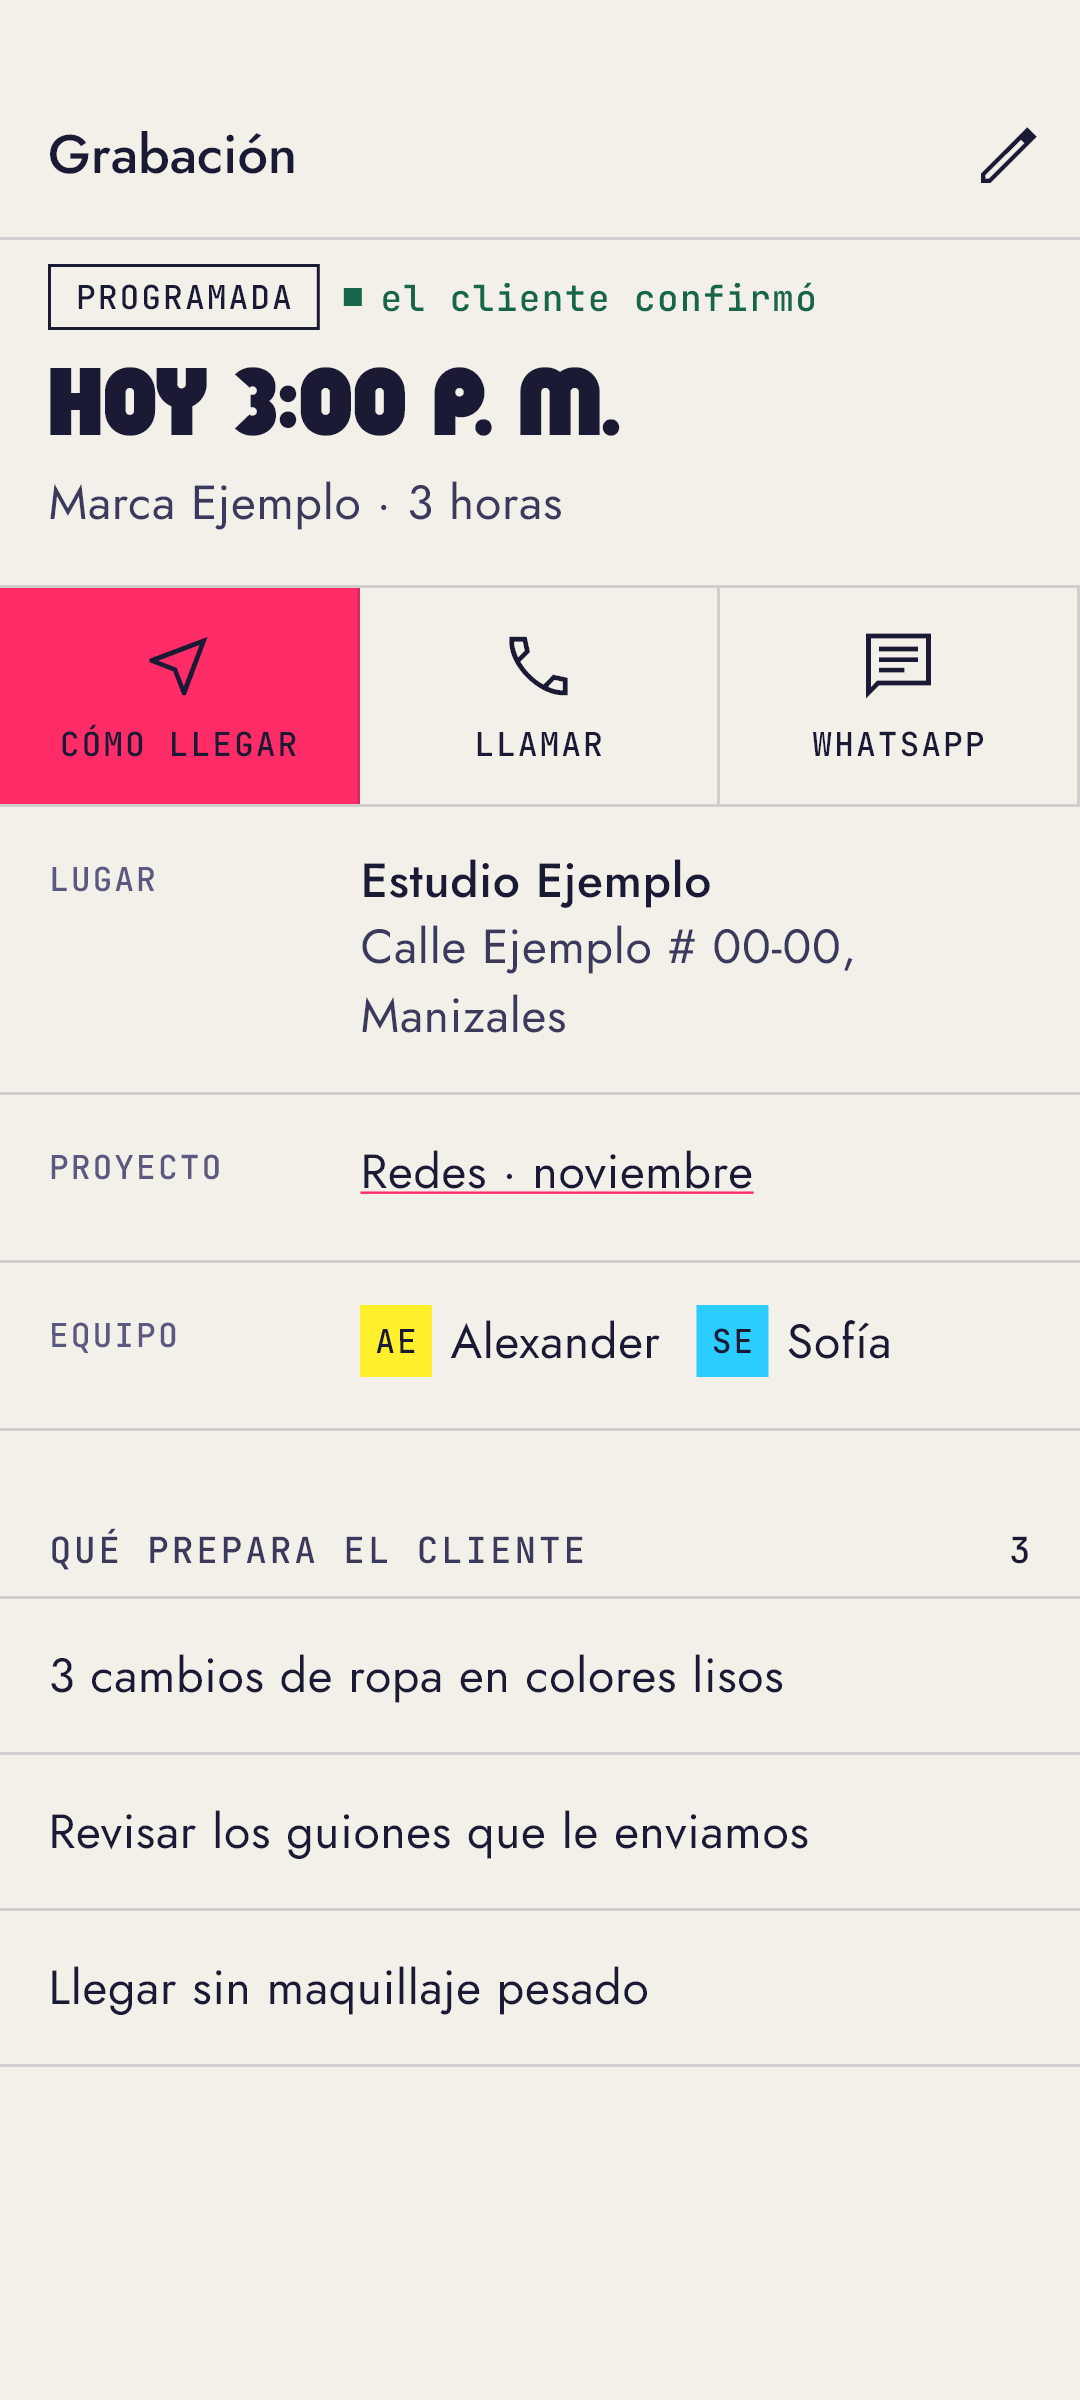 Grabación
PROGRAMADA
el cliente confirmó
HOY 3:00 P. M.
Marca Ejemplo · 3 horas
CÓMO LLEGAR
LLAMAR
WHATSAPP
LUGAR
Estudio Ejemplo
Calle Ejemplo # 00-00,
Manizales
PROYECTO
Redes · noviembre
EQUIPO
AE Alexander
SE Sofía
QUÉ PREPARA EL CLIENTE 3
3 cambios de ropa en colores lisos
Revisar los guiones que le enviamos
Llegar sin maquillaje pesado